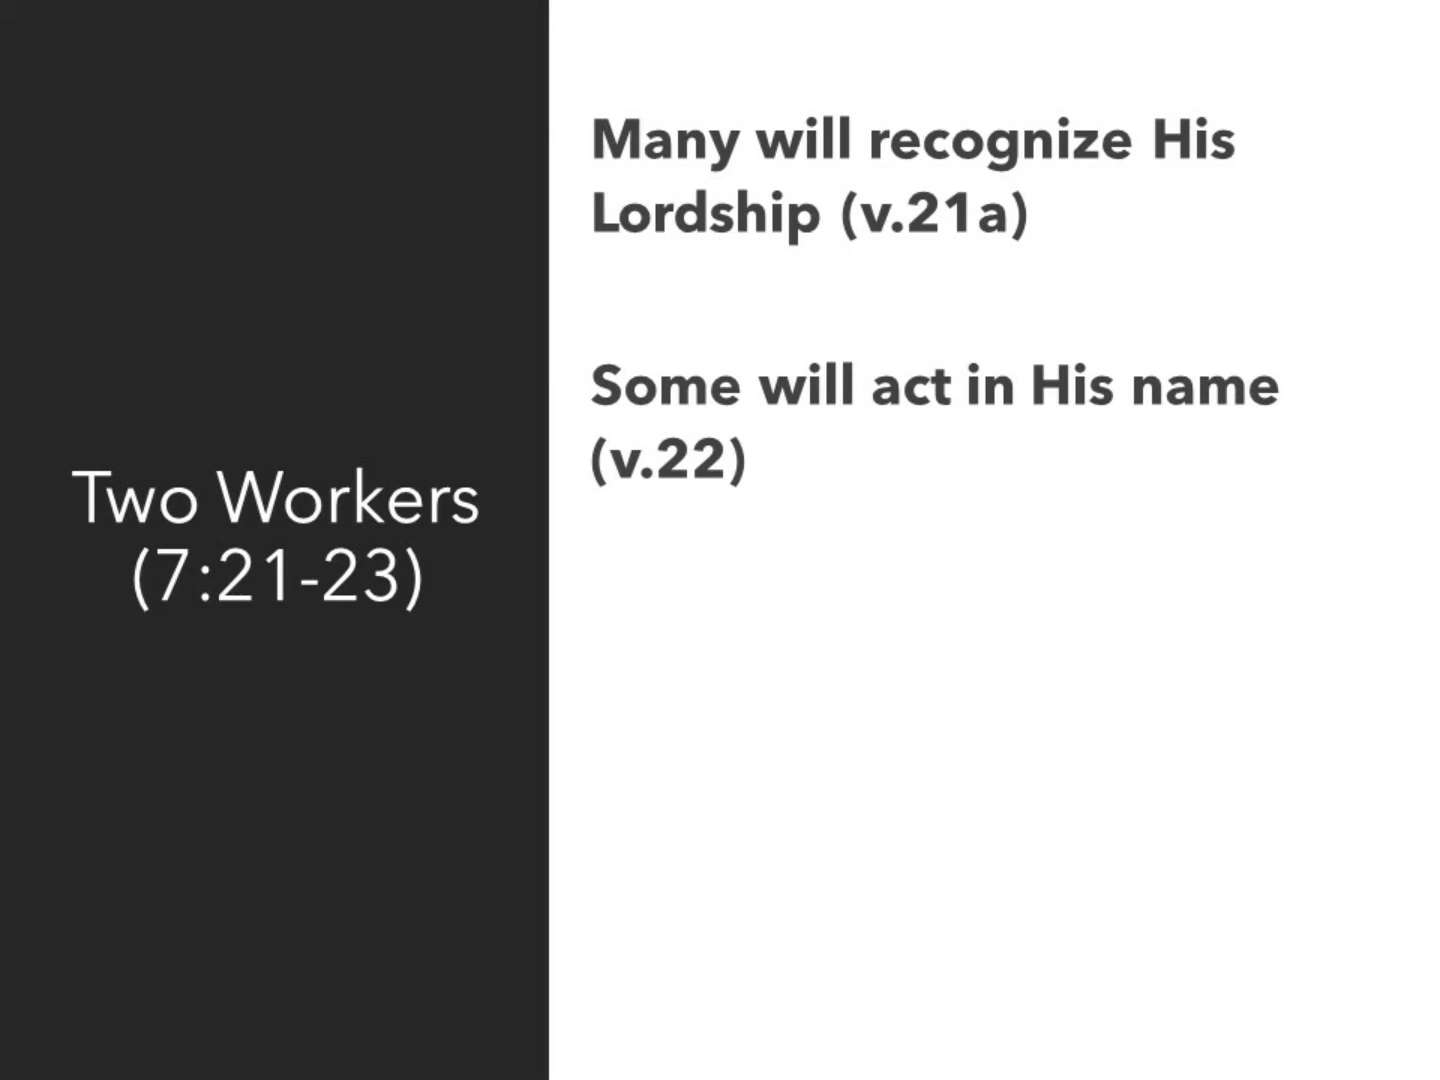 Two Workers
(7:21-23)
Many will recognize His
Lordship (v.21a)
Some will act in His name
(v.22)